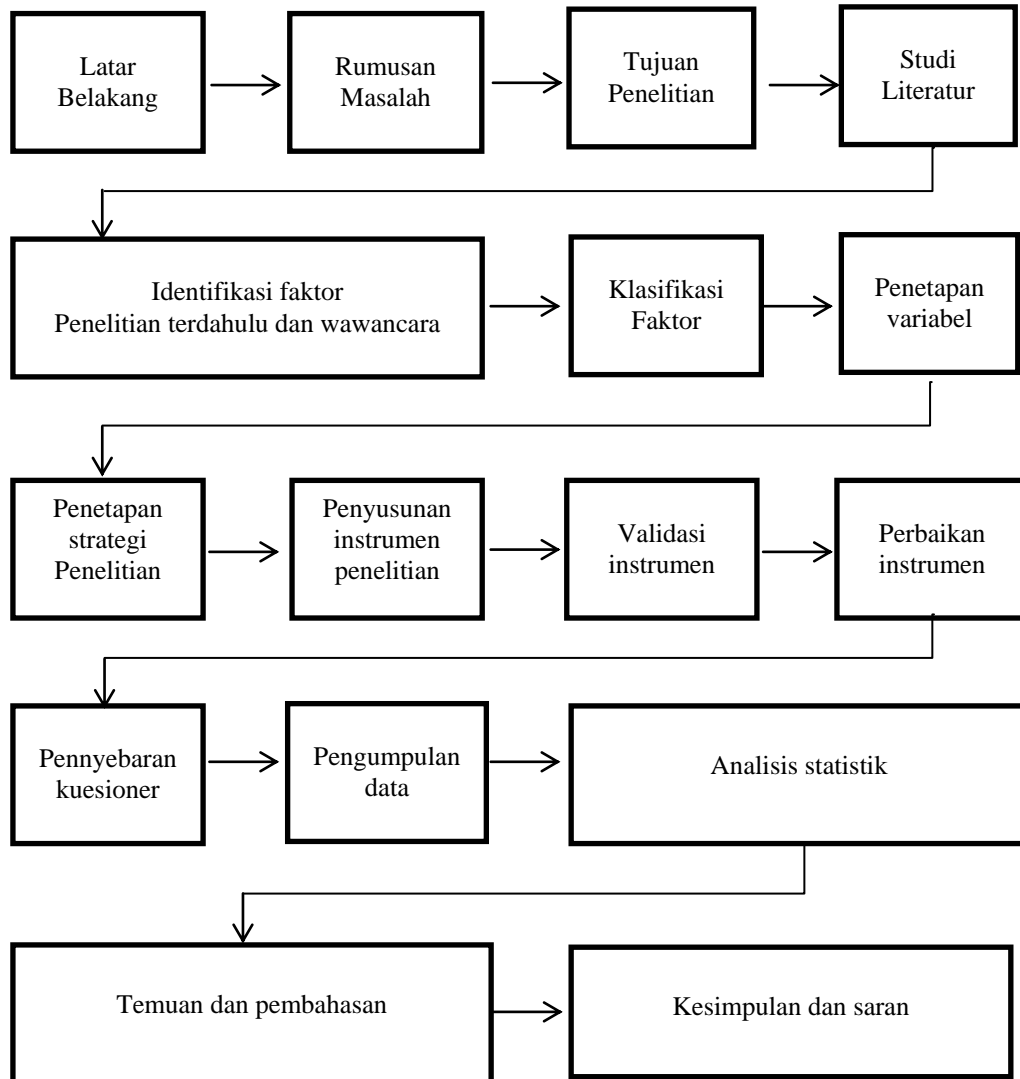 Latar
Belakang
Rumusan
Masalah
Tujuan
Penelitian
Studi
Literatur
Identifikasi faktor
Penelitian terdahulu dan wawancara
Klasifikasi
Faktor
Penetapan
variabel
Penetapan
strategi
Penelitian
Penyusunan
instrumen
penelitian
Validasi
instrumen
Perbaikan
instrumen
Pennyebaran
kuesioner
Pengumpulan
data
Analisis statistik
Temuan dan pembahasan
Kesimpulan dan saran